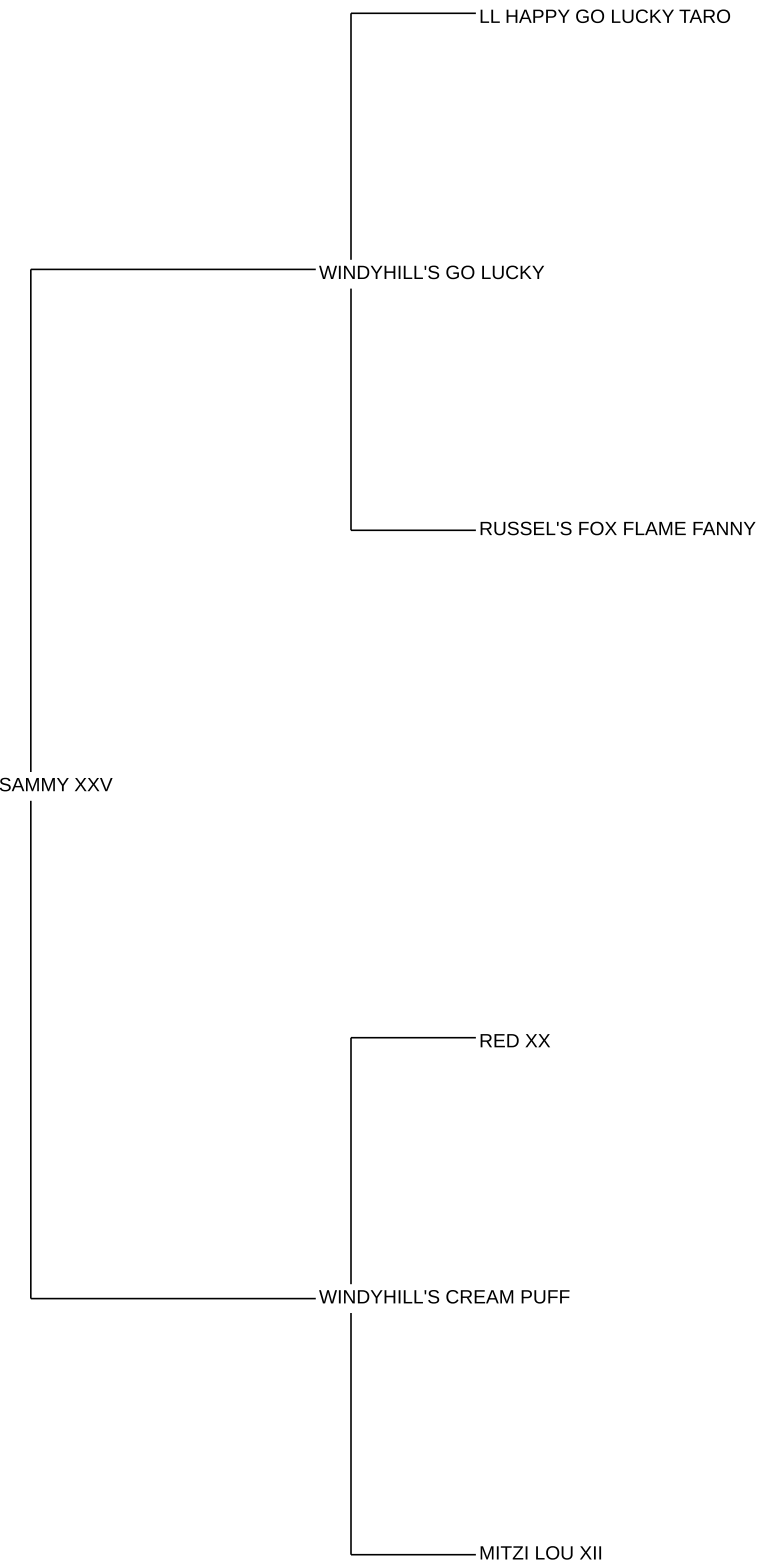 LL HAPPY GO LUCKY TARO
WINDYHILL'S GO LUCKY
RUSSEL'S FOX FLAME FANNY
SAMMY XXV
RED XX
WINDYHILL'S CREAM PUFF
MITZI LOU XII